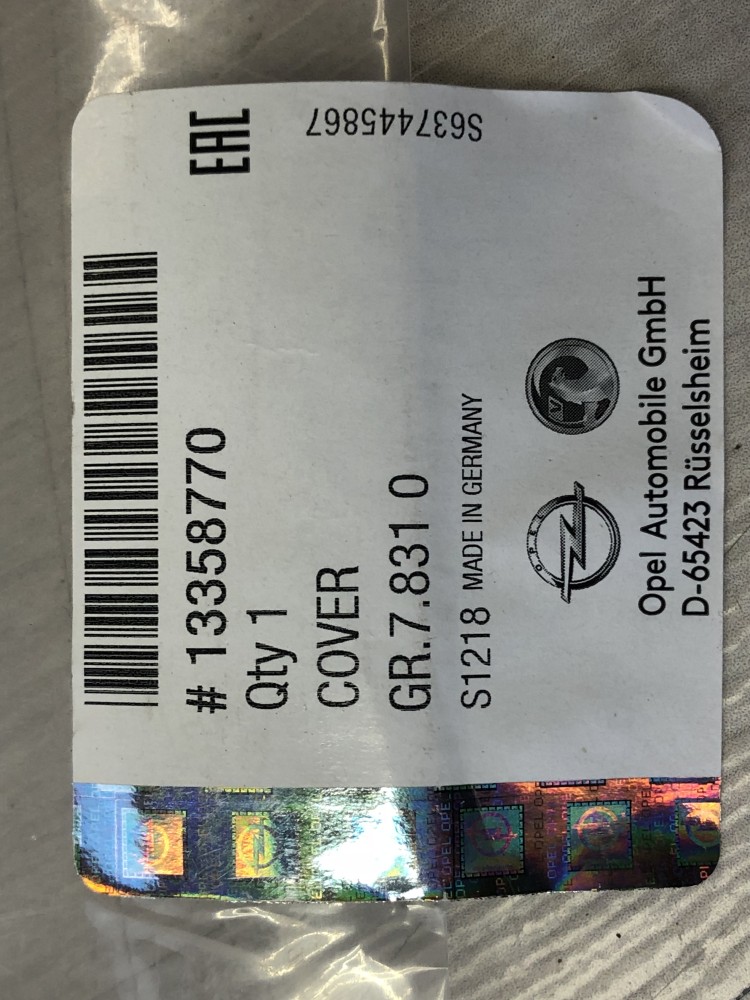 EAC
# 13358770
Qty 1
COVER
GR.7.831 0
S1218 MADE IN GERMANY
OPEL
V
Opel Automobile GmbH
D-65423 Rüsselsheim
S637445867